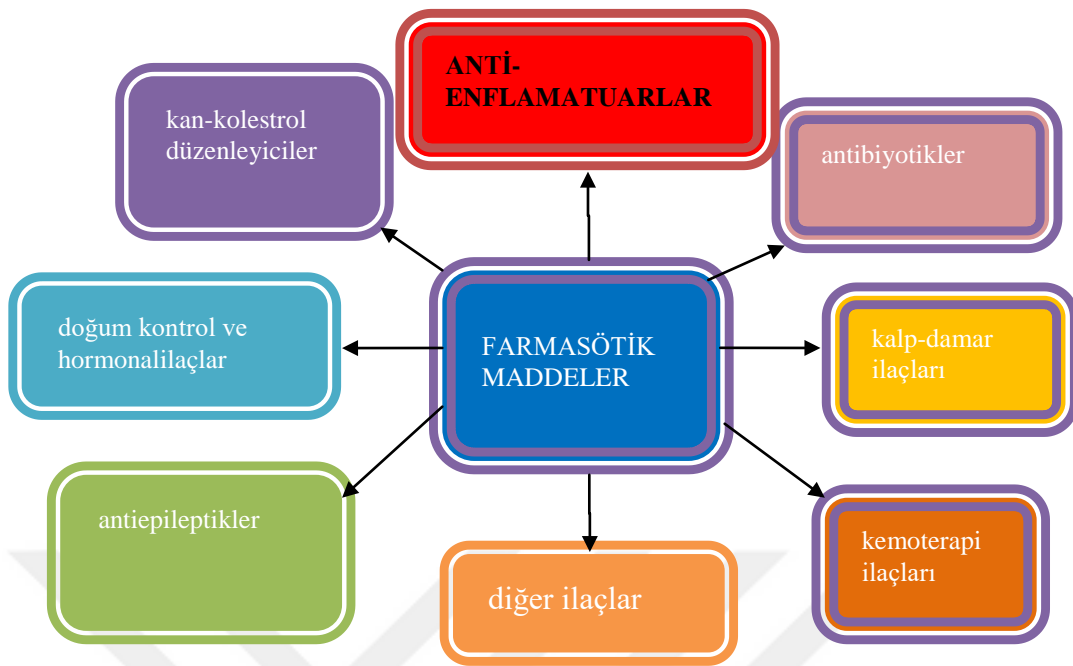 ANTİ-
ENFLAMATUARLAR
kan-kolestrol
düzenleyiciler
antibiyotikler
doğum kontrol ve
hormonalilaçlar
FARMASÖTİK
MADDELER
kalp-damar
ilaçları
antiepileptikler
diğer ilaçlar
kemoterapi
ilaçları